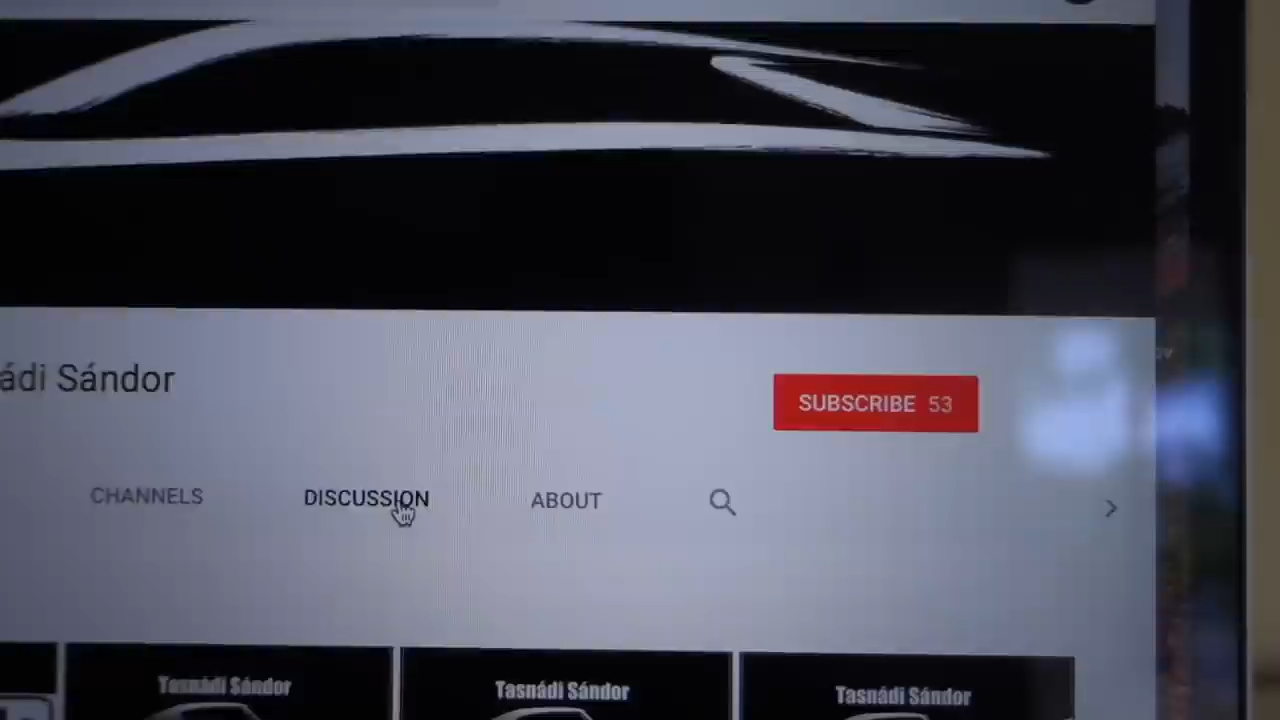 ádi Sándor
SUBSCRIBE 53
CHANNELS
DISCUSSION
ABOUT
Tasnádi Sándor
Tasnádi Sándor
Tasnádi Sándor